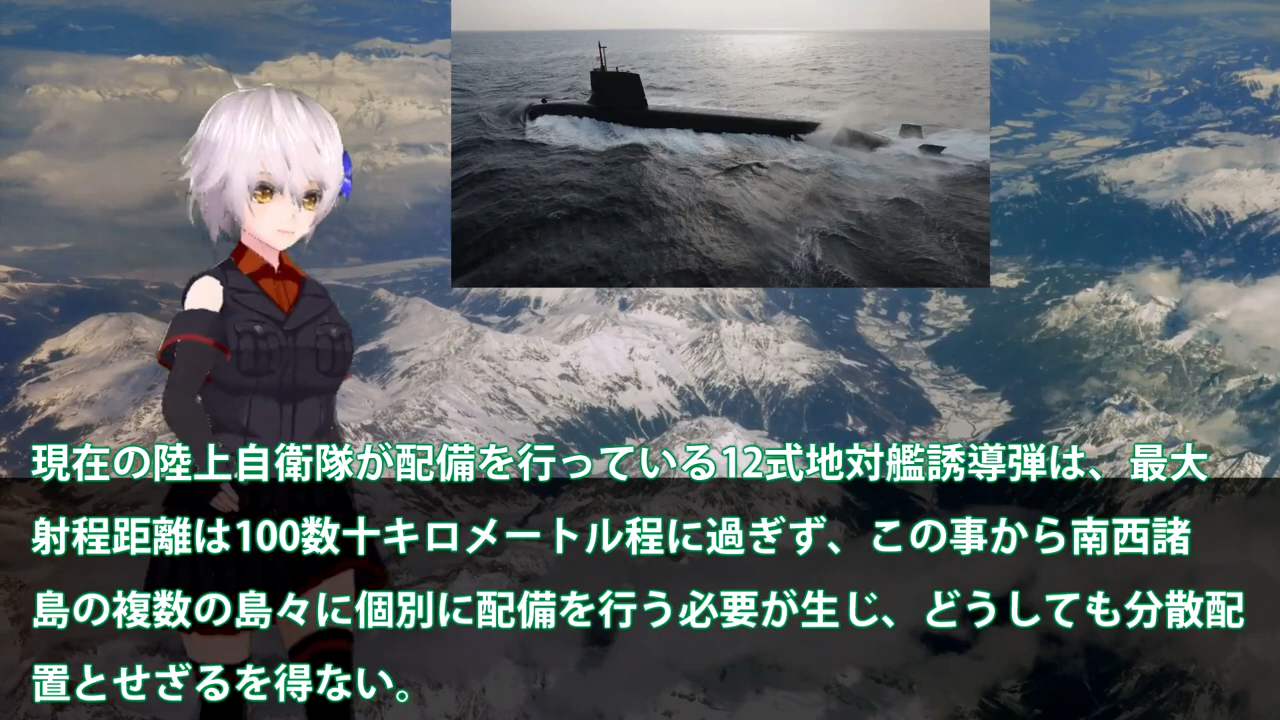 現在の陸上自衛隊が配備を行っている12式地対艦誘導弾は、最大
射程距離は100数十キロメートル程に過ぎず、この事から南西諸
島の複数の島々に個別に配備を行う必要が生じ、どうしても分散配
置とせざるを得ない。